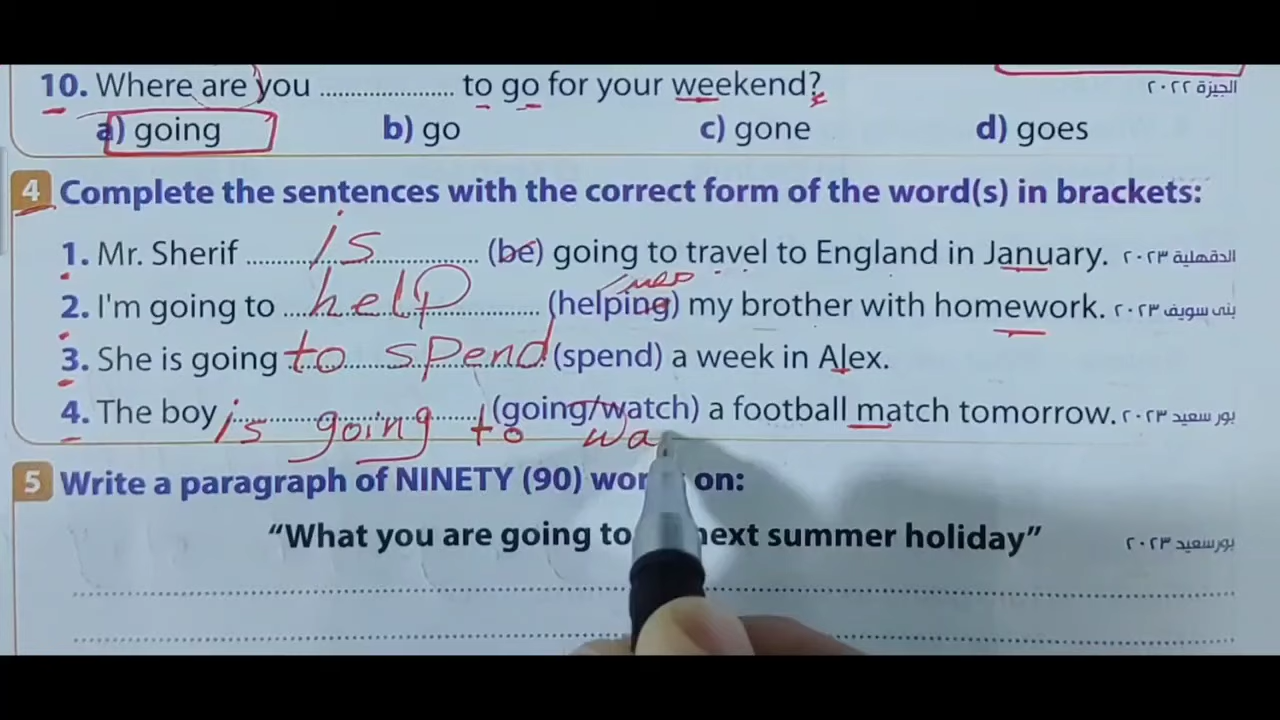 10. Where are you ..................... to go for your weekend? الجيزة ٢٠٢٢
a) going b) go c) gone d) goes
4 Complete the sentences with the correct form of the word(s) in brackets:
1. Mr. Sherif is (be) going to travel to England in January. الدقهلية ٢٠٢٣
2. I'm going to help (helping) my brother with homework. بنى سويف ٢٠٢٣
3. She is going to spend (spend) a week in Alex.
4. The boy is going to wa (going/watch) a football match tomorrow. بور سعيد ٢٠٢٣
5 Write a paragraph of NINETY (90) on:
"What you are going to next summer holiday" بورسعيد ٢٠٢٣